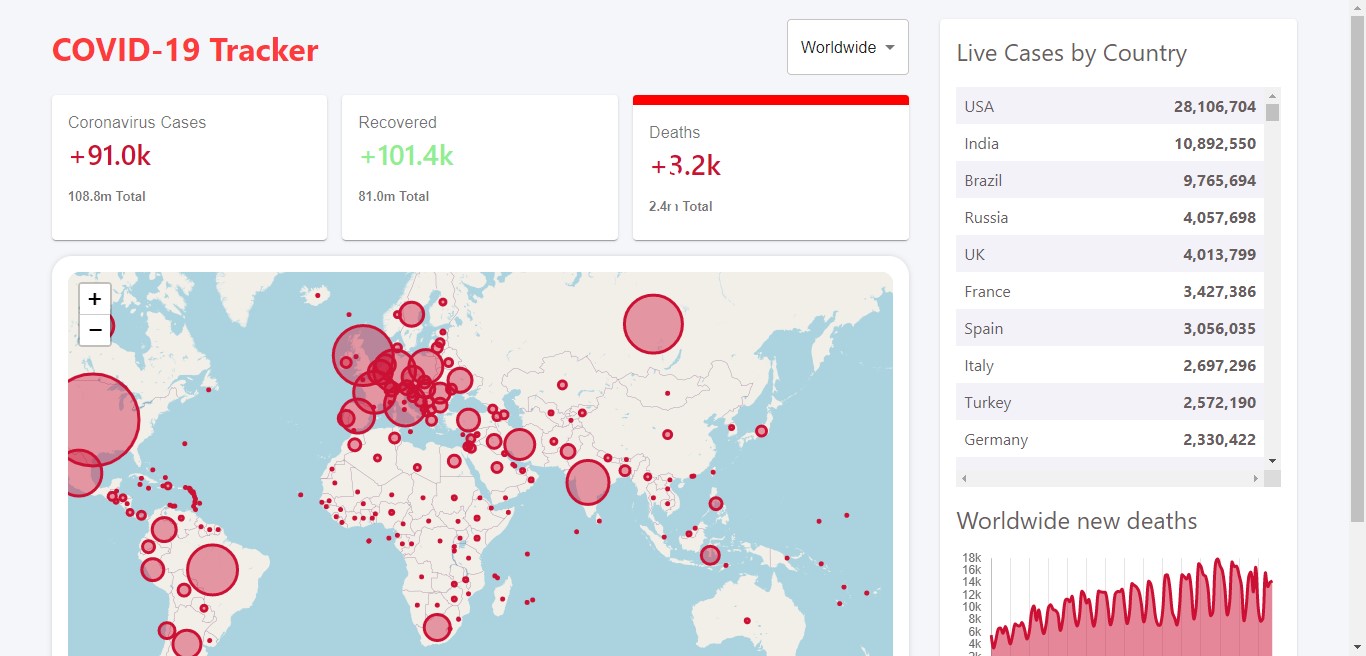 COVID-19 Tracker
Worldwide
Coronavirus Cases
+91.0k
108.8m Total
Recovered
+101.4k
81.0m Total
Deaths
+3.2k
Total
+
−
Live Cases by Country
USA 28,106,704
India 10,892,550
Brazil 9,765,694
Russia 4,057,698
UK 4,013,799
France 3,427,386
Spain 3,056,035
Italy 2,697,296
Turkey 2,572,190
Germany 2,330,422
Worldwide new deaths
18k
16k
14k
12k
10k
8k
6k
4k